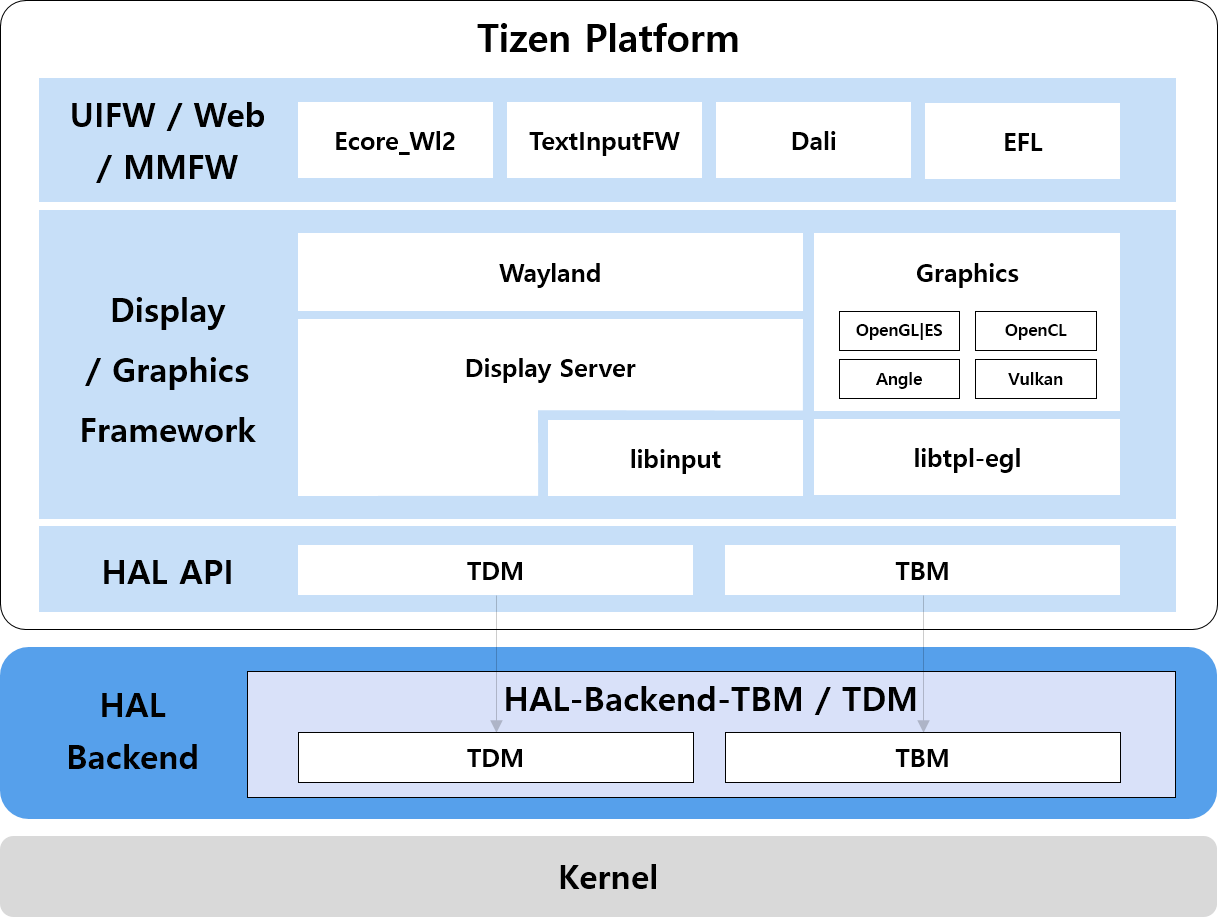 Tizen Platform
UIFW / Web
/ MMFW
Ecore_Wl2
TextInputFW
Dali
EFL
Display
/ Graphics
Framework
Wayland
Display Server
libinput
Graphics
OpenGL|ES
OpenCL
Angle
Vulkan
libtpl-egl
HAL API
TDM
TBM
HAL
Backend
HAL-Backend-TBM / TDM
TDM
TBM
Kernel